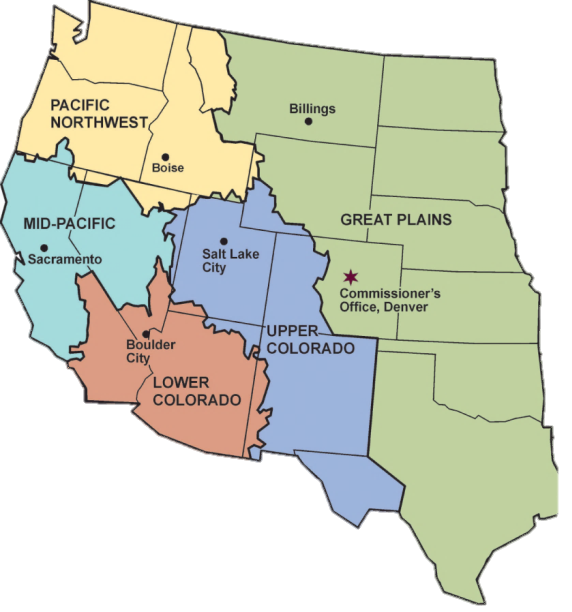 PACIFIC
NORTHWEST
Billings
Boise
MID-PACIFIC
GREAT PLAINS
Sacramento
Salt Lake
City
Commissioner's
Office, Denver
Boulder
City
UPPER
COLORADO
LOWER
COLORADO